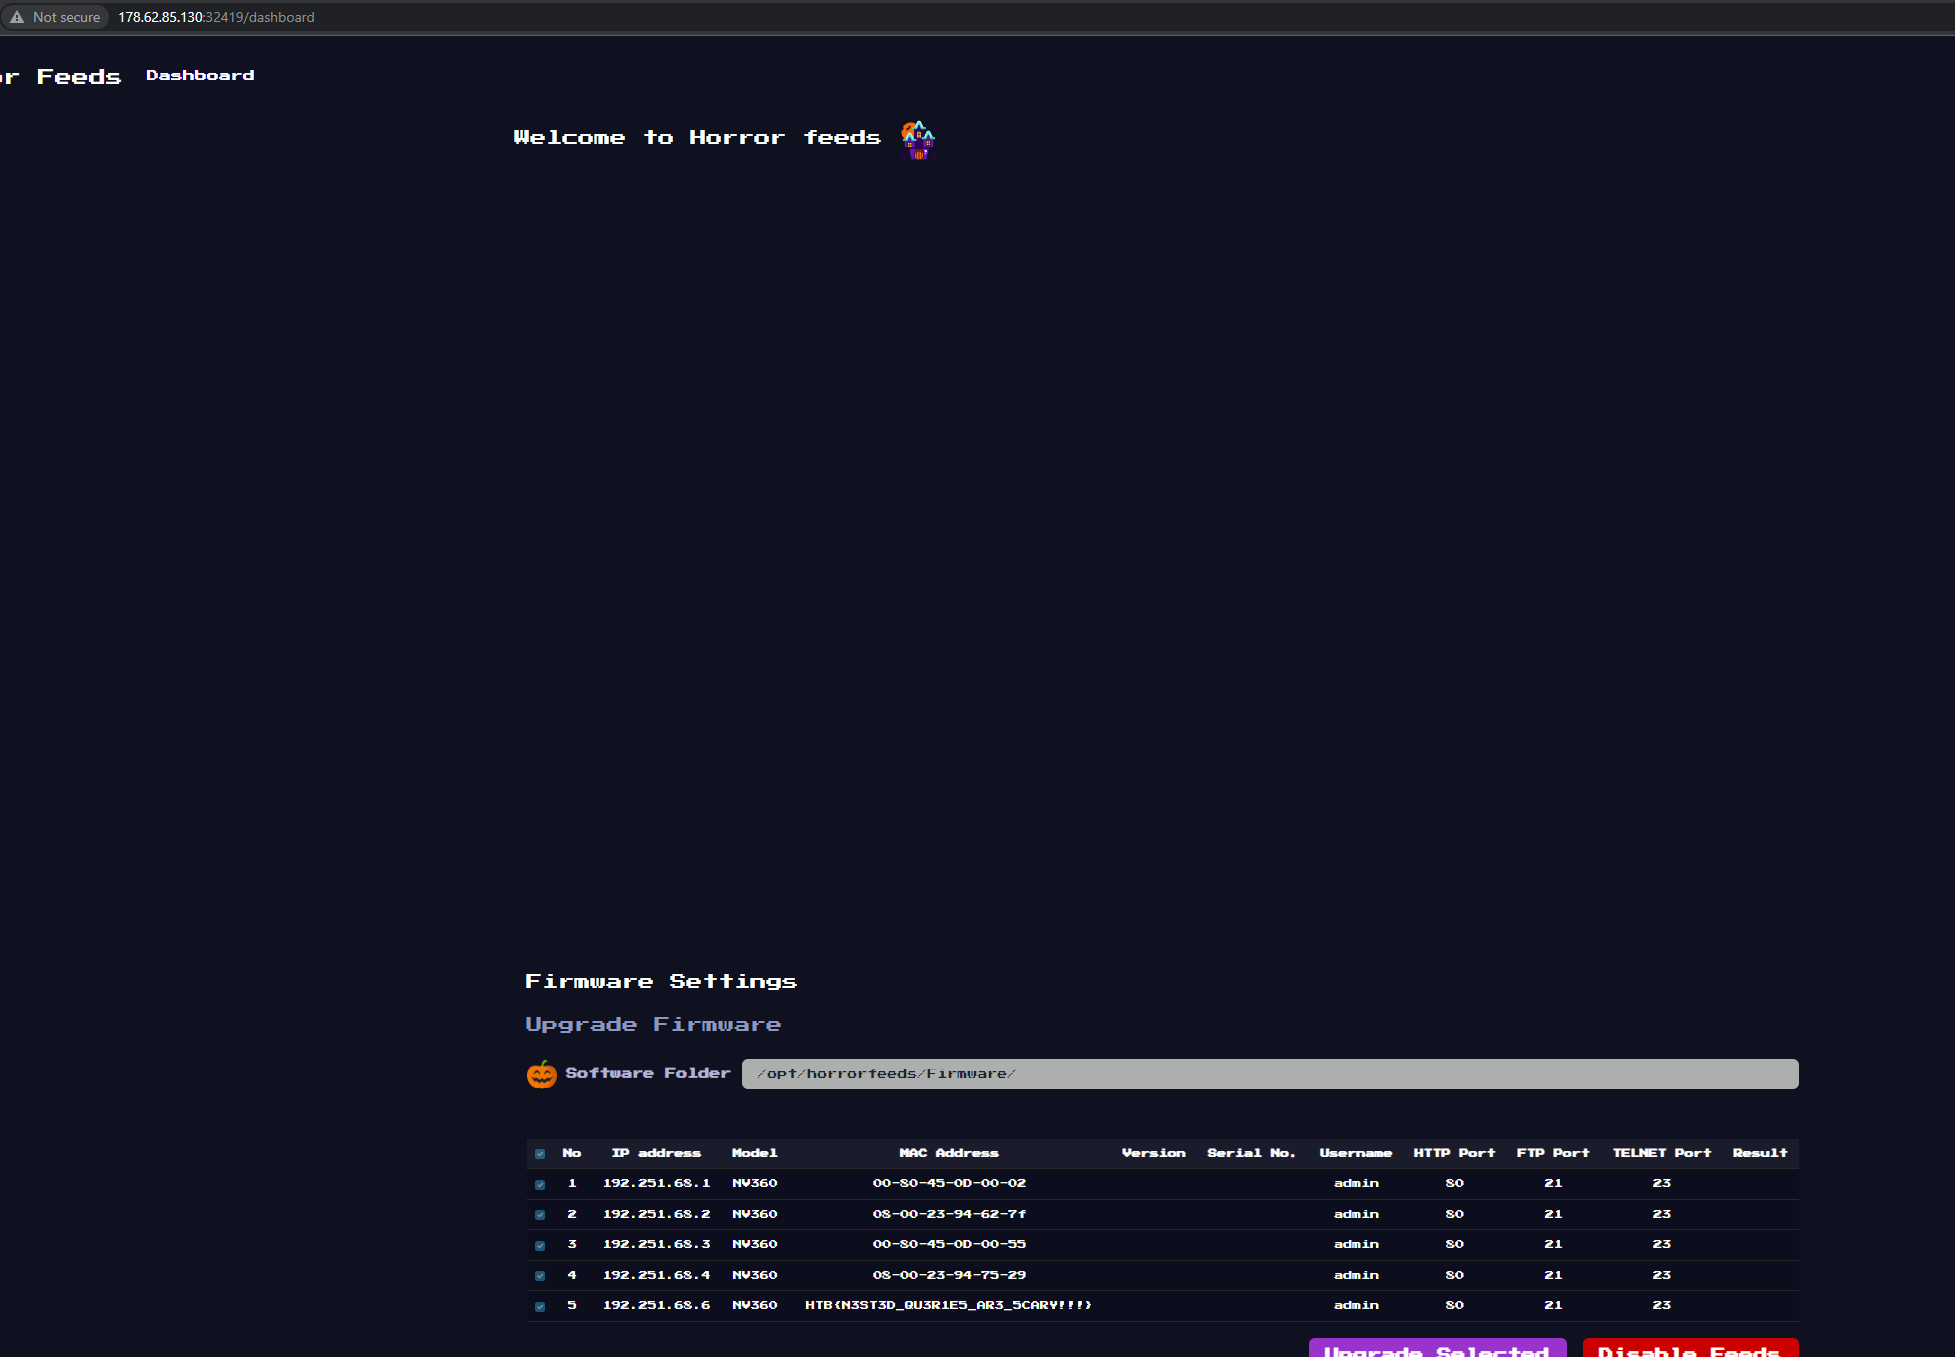 Not secure 178.62.85.130:32419/dashboard
or Feeds Dashboard
Welcome to Horror feeds
Firmware Settings
Upgrade Firmware
Software Folder /opt/horrorfeeds/Firmware/
No IP address Model MAC Address Version Serial No. Username HTTP Port FTP Port TELNET Port Result
1 192.251.68.1 NV360 00-80-45-0D-00-02 admin 80 21 23
2 192.251.68.2 NV360 08-00-23-94-62-7f admin 80 21 23
3 192.251.68.3 NV360 00-80-45-0D-00-55 admin 80 21 23
4 192.251.68.4 NV360 08-00-23-94-75-29 admin 80 21 23
5 192.251.68.6 NV360 HTB{N3ST3D_QU3R1E5_AR3_5CARY!!!} admin 80 21 23
Upgrade Selected Disable Feeds